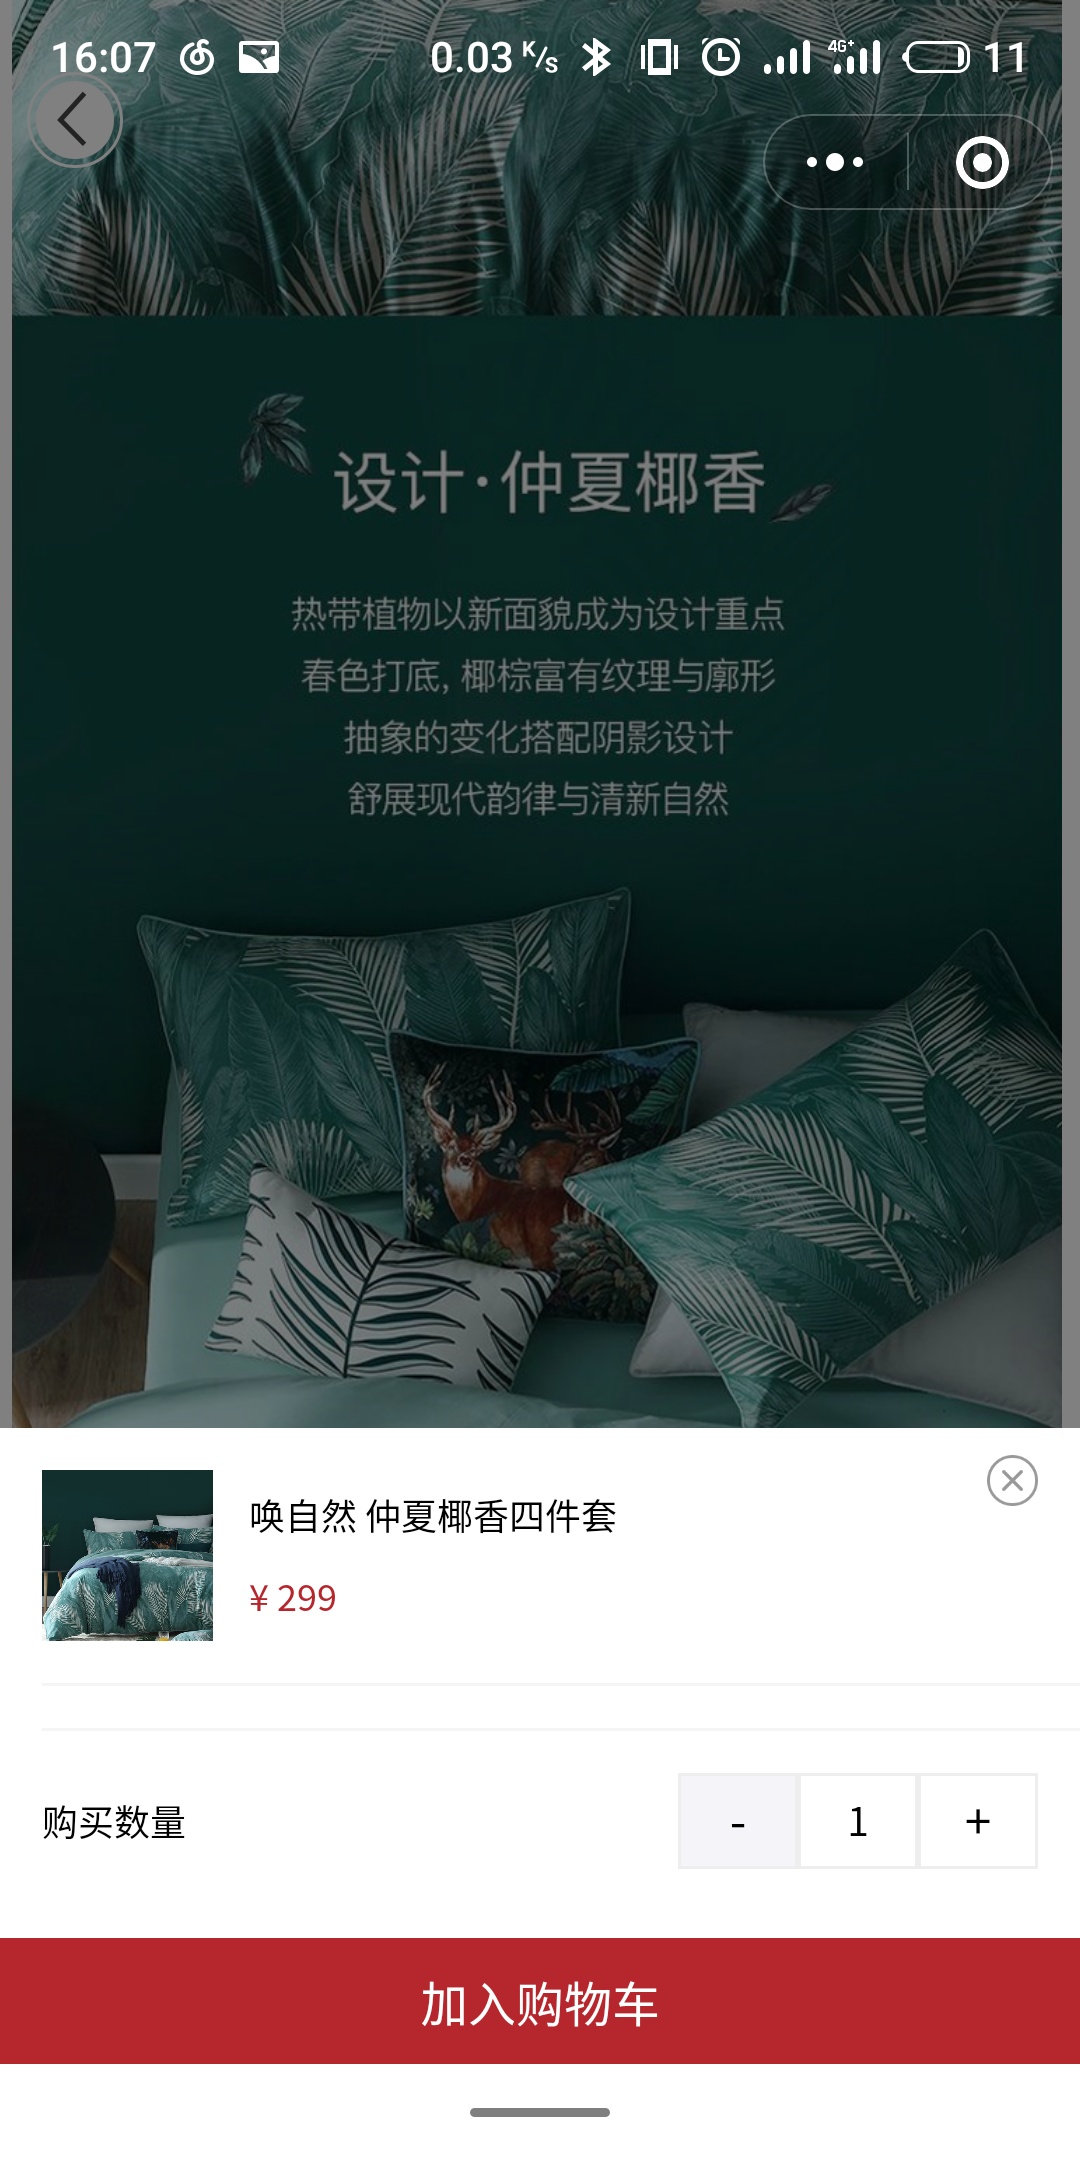 16:07 0.03 K/s 4G+ 11
设计·仲夏椰香
热带植物以新面貌成为设计重点
春色打底, 椰棕富有纹理与廓形
抽象的变化搭配阴影设计
舒展现代韵律与清新自然
唤自然 仲夏椰香四件套
¥ 299
购买数量 - 1 +
加入购物车